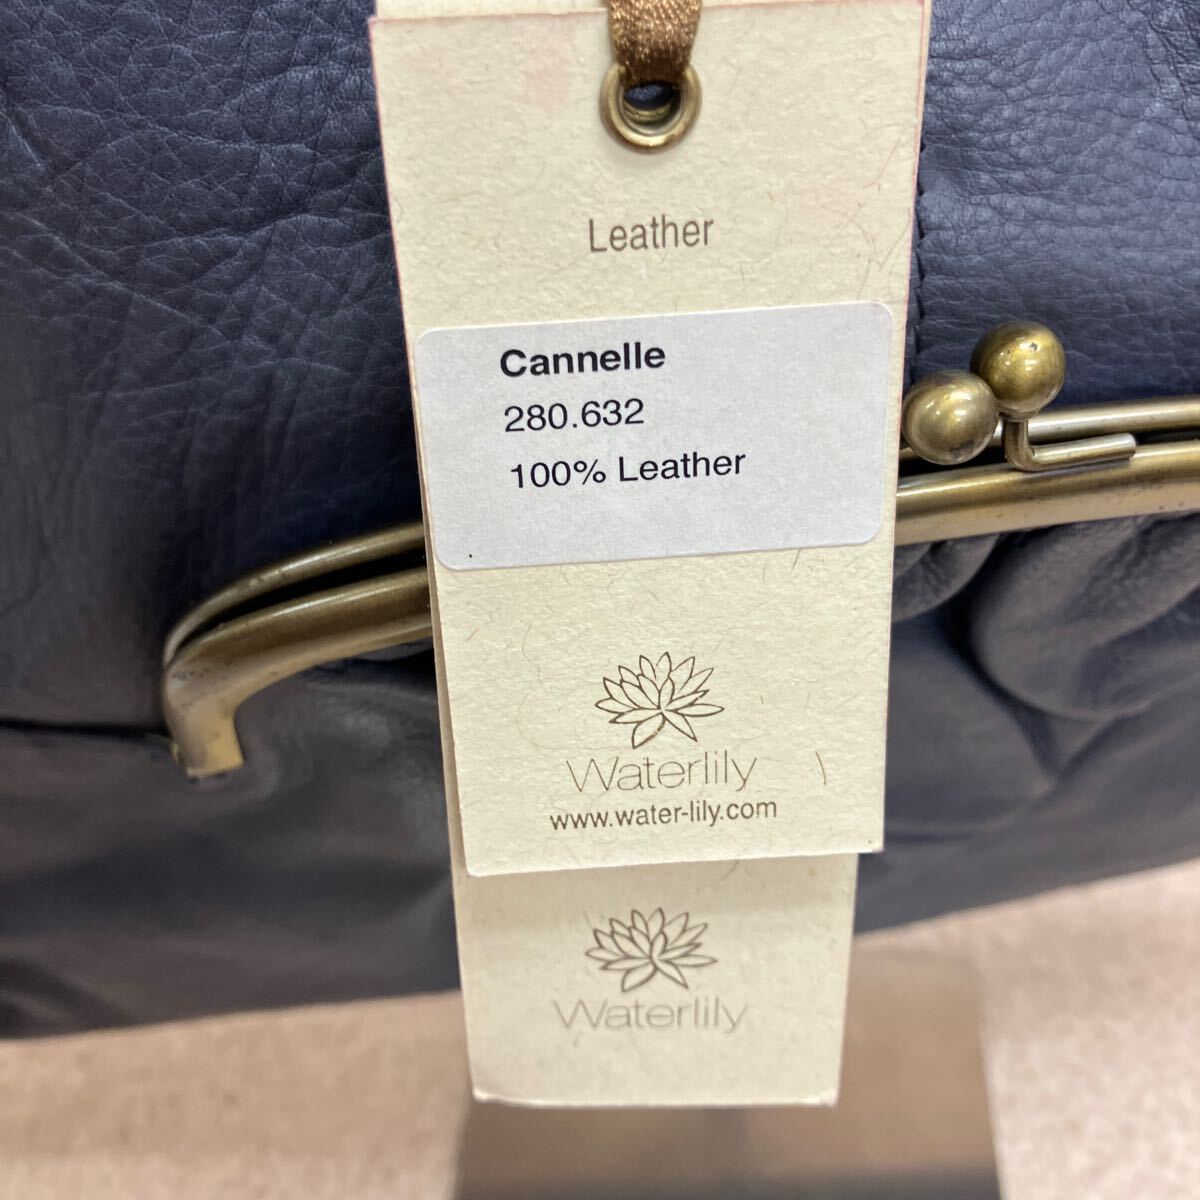 Leather
Cannelle
280.632
100% Leather
Waterlily
www.water-lily.com
Waterlily